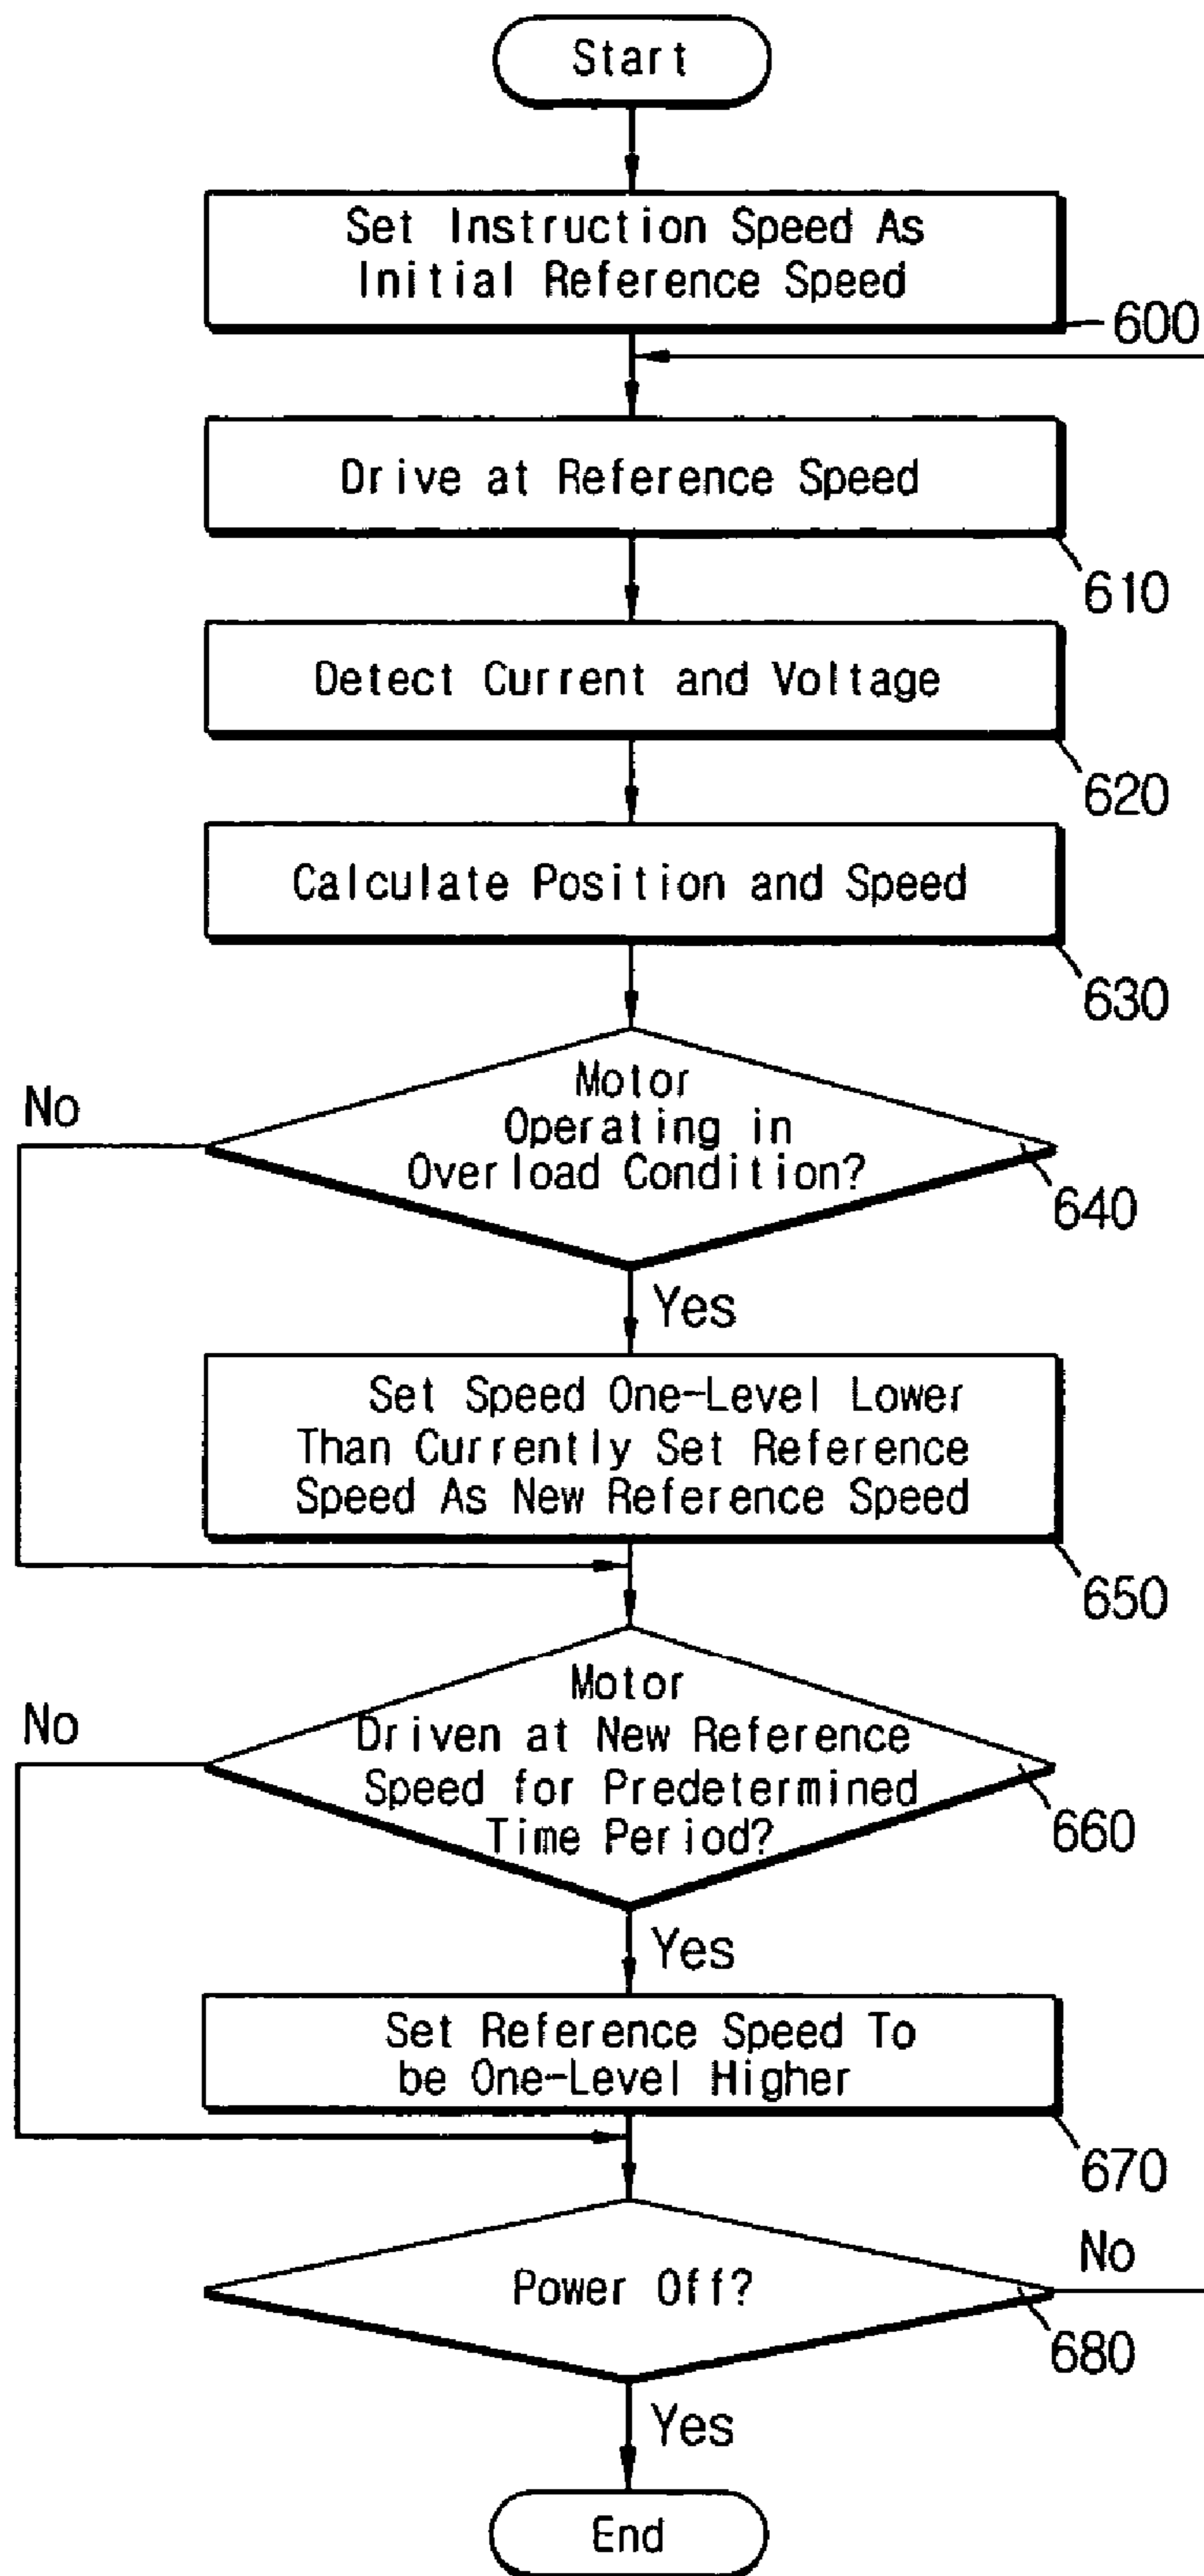 Start
Set Instruction Speed As
Initial Reference Speed
600
Drive at Reference Speed
610
Detect Current and Voltage
620
Calculate Position and Speed
630
Motor
Operating in
Overload Condition?
No
640
Yes
Set Speed One-Level Lower
Than Currently Set Reference
Speed As New Reference Speed
650
Motor
Driven at New Reference
Speed for Predetermined
Time Period?
No
660
Yes
Set Reference Speed To
be One-Level Higher
670
Power Off?
No
680
Yes
End